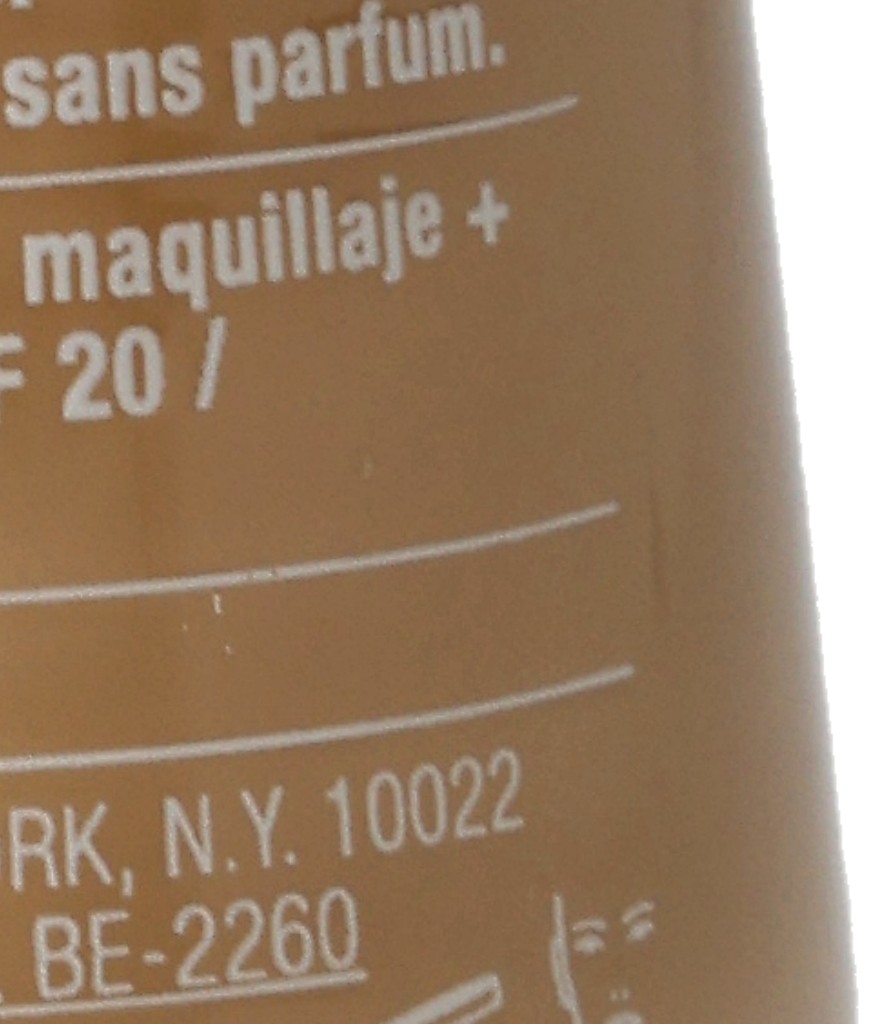 sans parfum.
maquillaje +
F 20 /
RK, N.Y. 10022
BE-2260